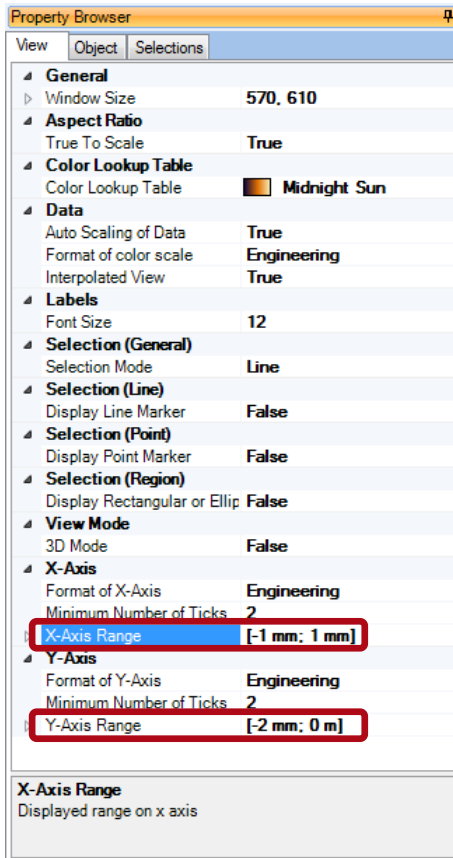 Property Browser
View Object Selections
General
Window Size 570, 610
Aspect Ratio
True To Scale True
Color Lookup Table
Color Lookup Table Midnight Sun
Data
Auto Scaling of Data True
Format of color scale Engineering
Interpolated View True
Labels
Font Size 12
Selection (General)
Selection Mode Line
Selection (Line)
Display Line Marker False
Selection (Point)
Display Point Marker False
Selection (Region)
Display Rectangular or Ellip False
View Mode
3D Mode False
X-Axis
Format of X-Axis Engineering
Minimum Number of Ticks 2
X-Axis Range [-1 mm; 1 mm]
Y-Axis
Format of Y-Axis Engineering
Minimum Number of Ticks 2
Y-Axis Range [-2 mm; 0 m]
X-Axis Range
Displayed range on x axis